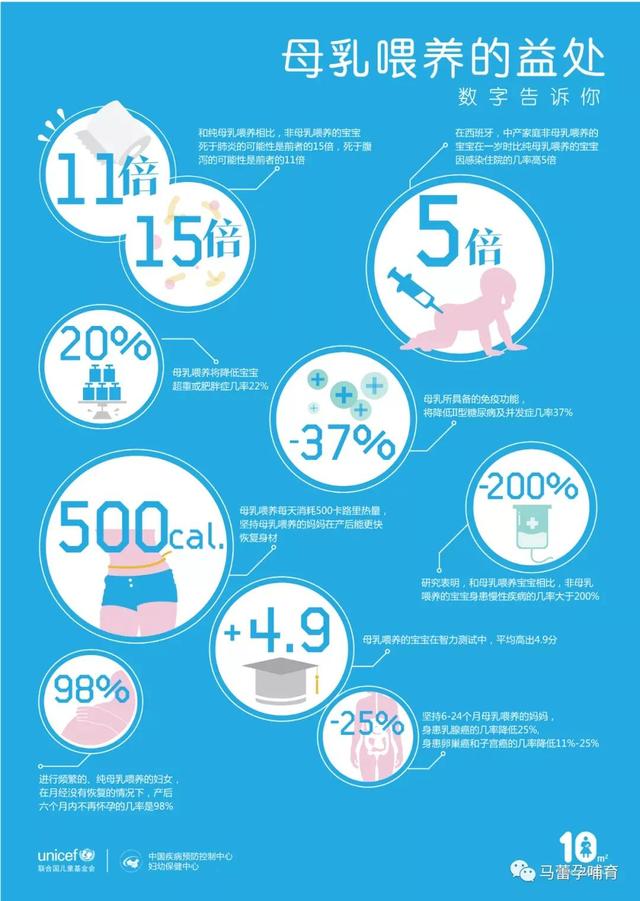 母乳喂养的益处
数字告诉你
和纯母乳喂养相比，非母乳喂养的宝宝
死于肺炎的可能性是前者的15倍，死于腹
泻的可能性是前者的11倍
11倍
15倍
在西班牙，中产家庭非母乳喂养的
宝宝在一岁时比纯母乳喂养的宝宝
因感染住院的几率高5倍
5倍
20%
母乳喂养将降低宝宝
超重或肥胖症几率22%
-37%
母乳所具备的免疫功能，
将降低II型糖尿病及并发症几率37%
500cal.
母乳喂养每天消耗500卡路里热量，
坚持母乳喂养的妈妈在产后能更快
恢复身材
-200%
研究表明，和母乳喂养宝宝相比，非母乳
喂养的宝宝身患慢性疾病的几率大于200%
+4.9
母乳喂养的宝宝在智力测试中，平均高出4.9分
98%
进行频繁的、纯母乳喂养的妇女，
在月经没有恢复的情况下，产后
六个月内不再怀孕的几率是98%
-25%
坚持6-24个月母乳喂养的妈妈，
身患乳腺癌的几率降低25%,
身患卵巢癌和子宫癌的几率降低11%-25%
unicef
联合国儿童基金会
中国疾病预防控制中心
妇幼保健中心
10m²
马蕾孕哺育